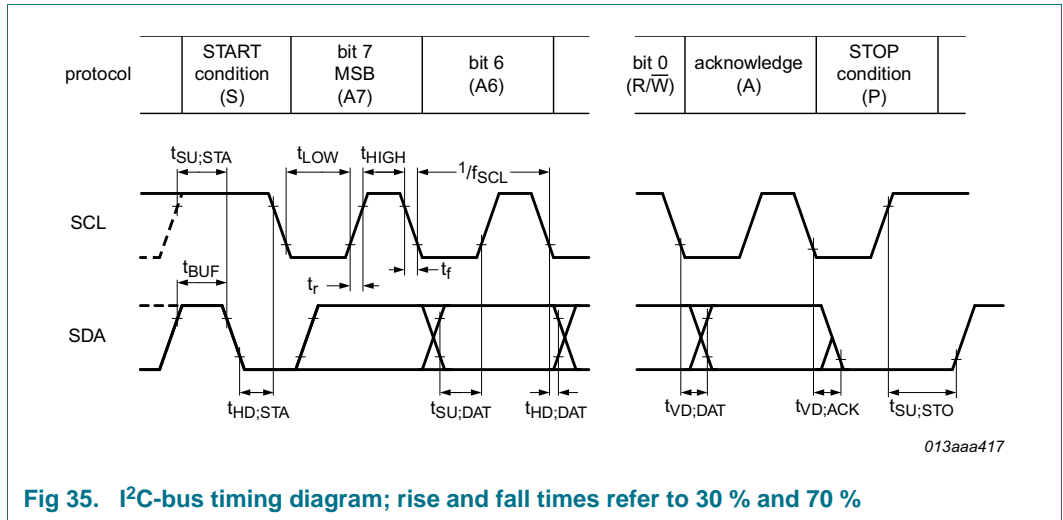 protocol
START
condition
(S)
bit 7
MSB
(A7)
bit 6
(A6)
bit 0
(R/W̅)
acknowledge
(A)
STOP
condition
(P)
tSU;STA
tLOW
tHIGH
1/fSCL
SCL
tBUF
tr
tf
SDA
tHD;STA
tSU;DAT
tHD;DAT
tVD;DAT
tVD;ACK
tSU;STO
013aaa417
Fig 35. I²C-bus timing diagram; rise and fall times refer to 30 % and 70 %